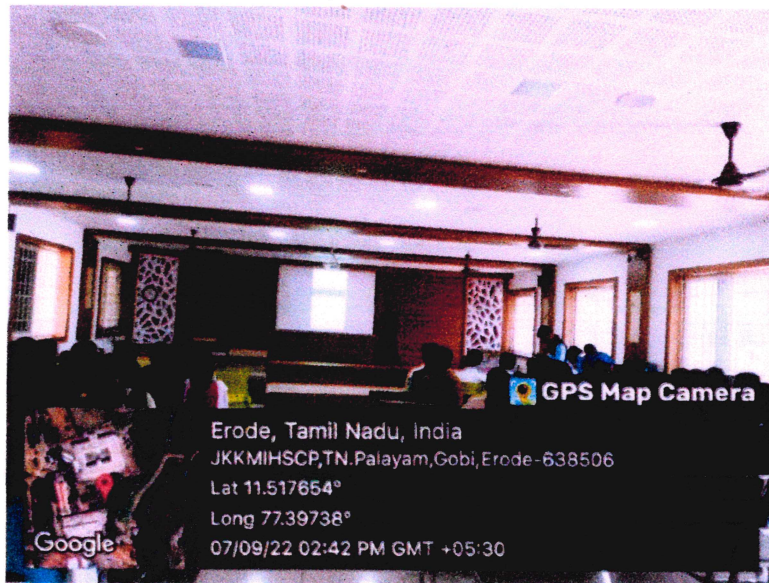 GPS Map Camera
Erode, Tamil Nadu, India
JKKMIHSCP,TN.Palayam,Gobi,Erode-638506
Lat 11.517654°
Long 77.39738°
07/09/22 02:42 PM GMT +05:30
Google